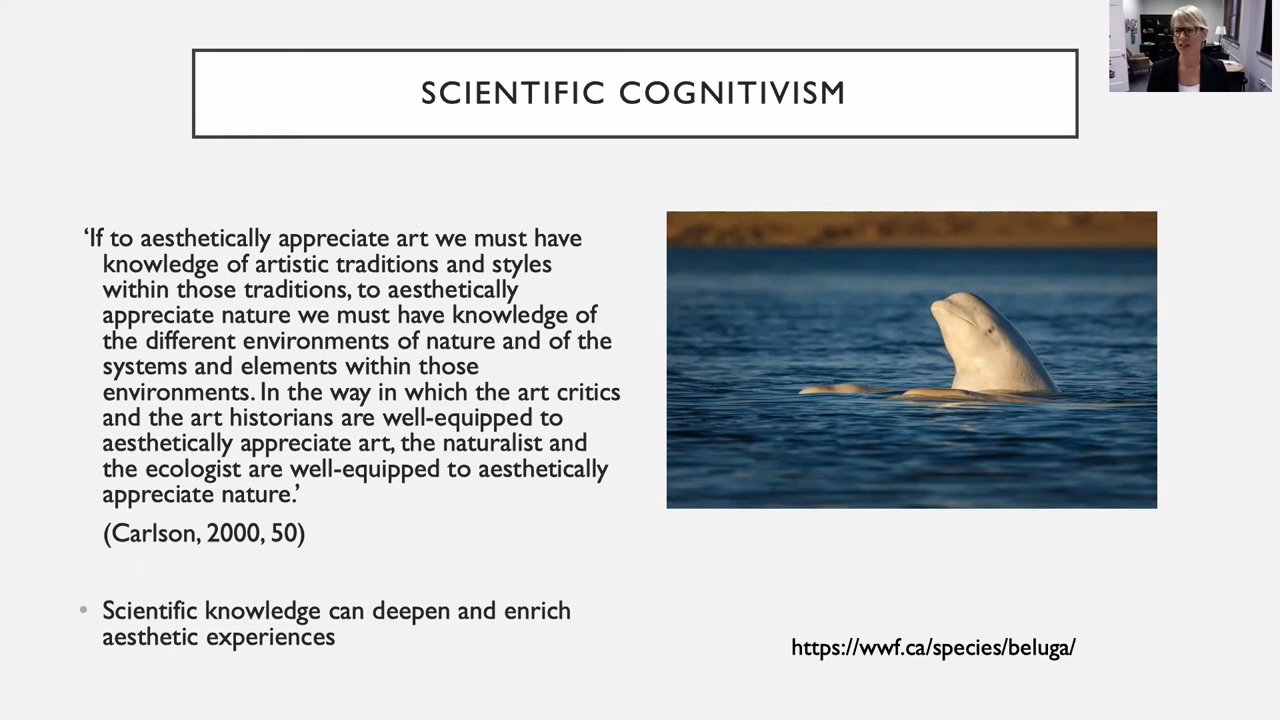 SCIENTIFIC COGNITIVISM
‘If to aesthetically appreciate art we must have
knowledge of artistic traditions and styles
within those traditions, to aesthetically
appreciate nature we must have knowledge of
the different environments of nature and of the
systems and elements within those
environments. In the way in which the art critics
and the art historians are well-equipped to
aesthetically appreciate art, the naturalist and
the ecologist are well-equipped to aesthetically
appreciate nature.’
(Carlson, 2000, 50)
• Scientific knowledge can deepen and enrich
aesthetic experiences
https://wwf.ca/species/beluga/